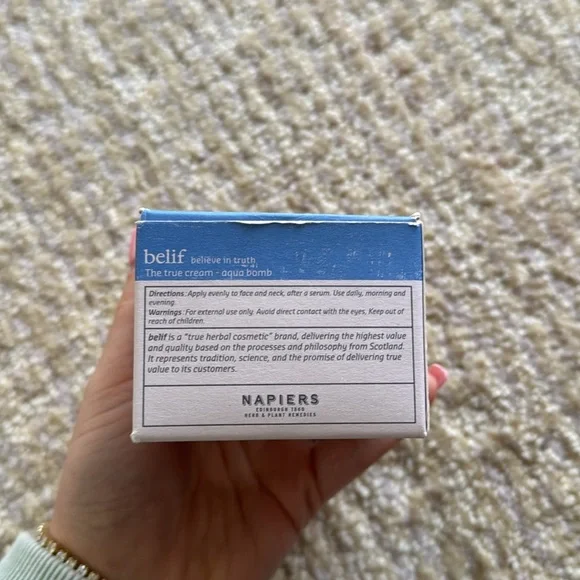 belif believe in truth
The true cream - aqua bomb
Directions: Apply evenly to face and neck, after a serum. Use daily, morning and
evening.
Warnings: For external use only. Avoid direct contact with the eyes. Keep out of
reach of children.
belif is a "true herbal cosmetic" brand, delivering the highest value
and quality based on the processes and philosophy from Scotland.
It represents tradition, science, and the promise of delivering true
value to its customers.
NAPIERS
EDINBURGH 1860
HERB & PLANT REMEDIES